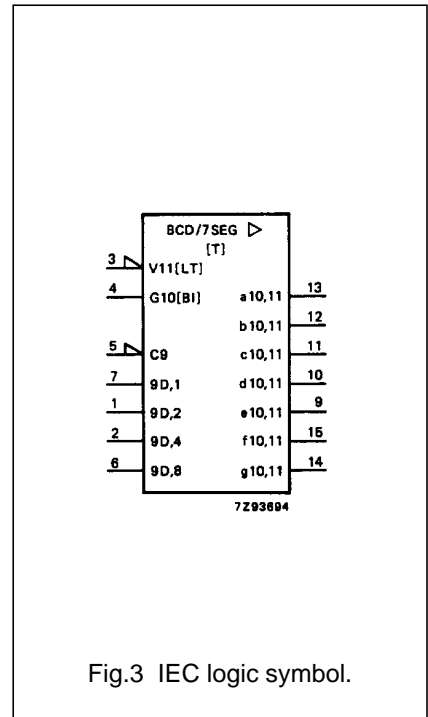 BCD/7SEG ▷
[T]
3 V11[LT]
4 G10[BI] a10,11 13
b10,11 12
5 C9 c10,11 11
7 9D,1 d10,11 10
1 9D,2 e10,11 9
2 9D,4 f10,11 15
6 9D,8 g10,11 14
7Z93694
Fig.3 IEC logic symbol.